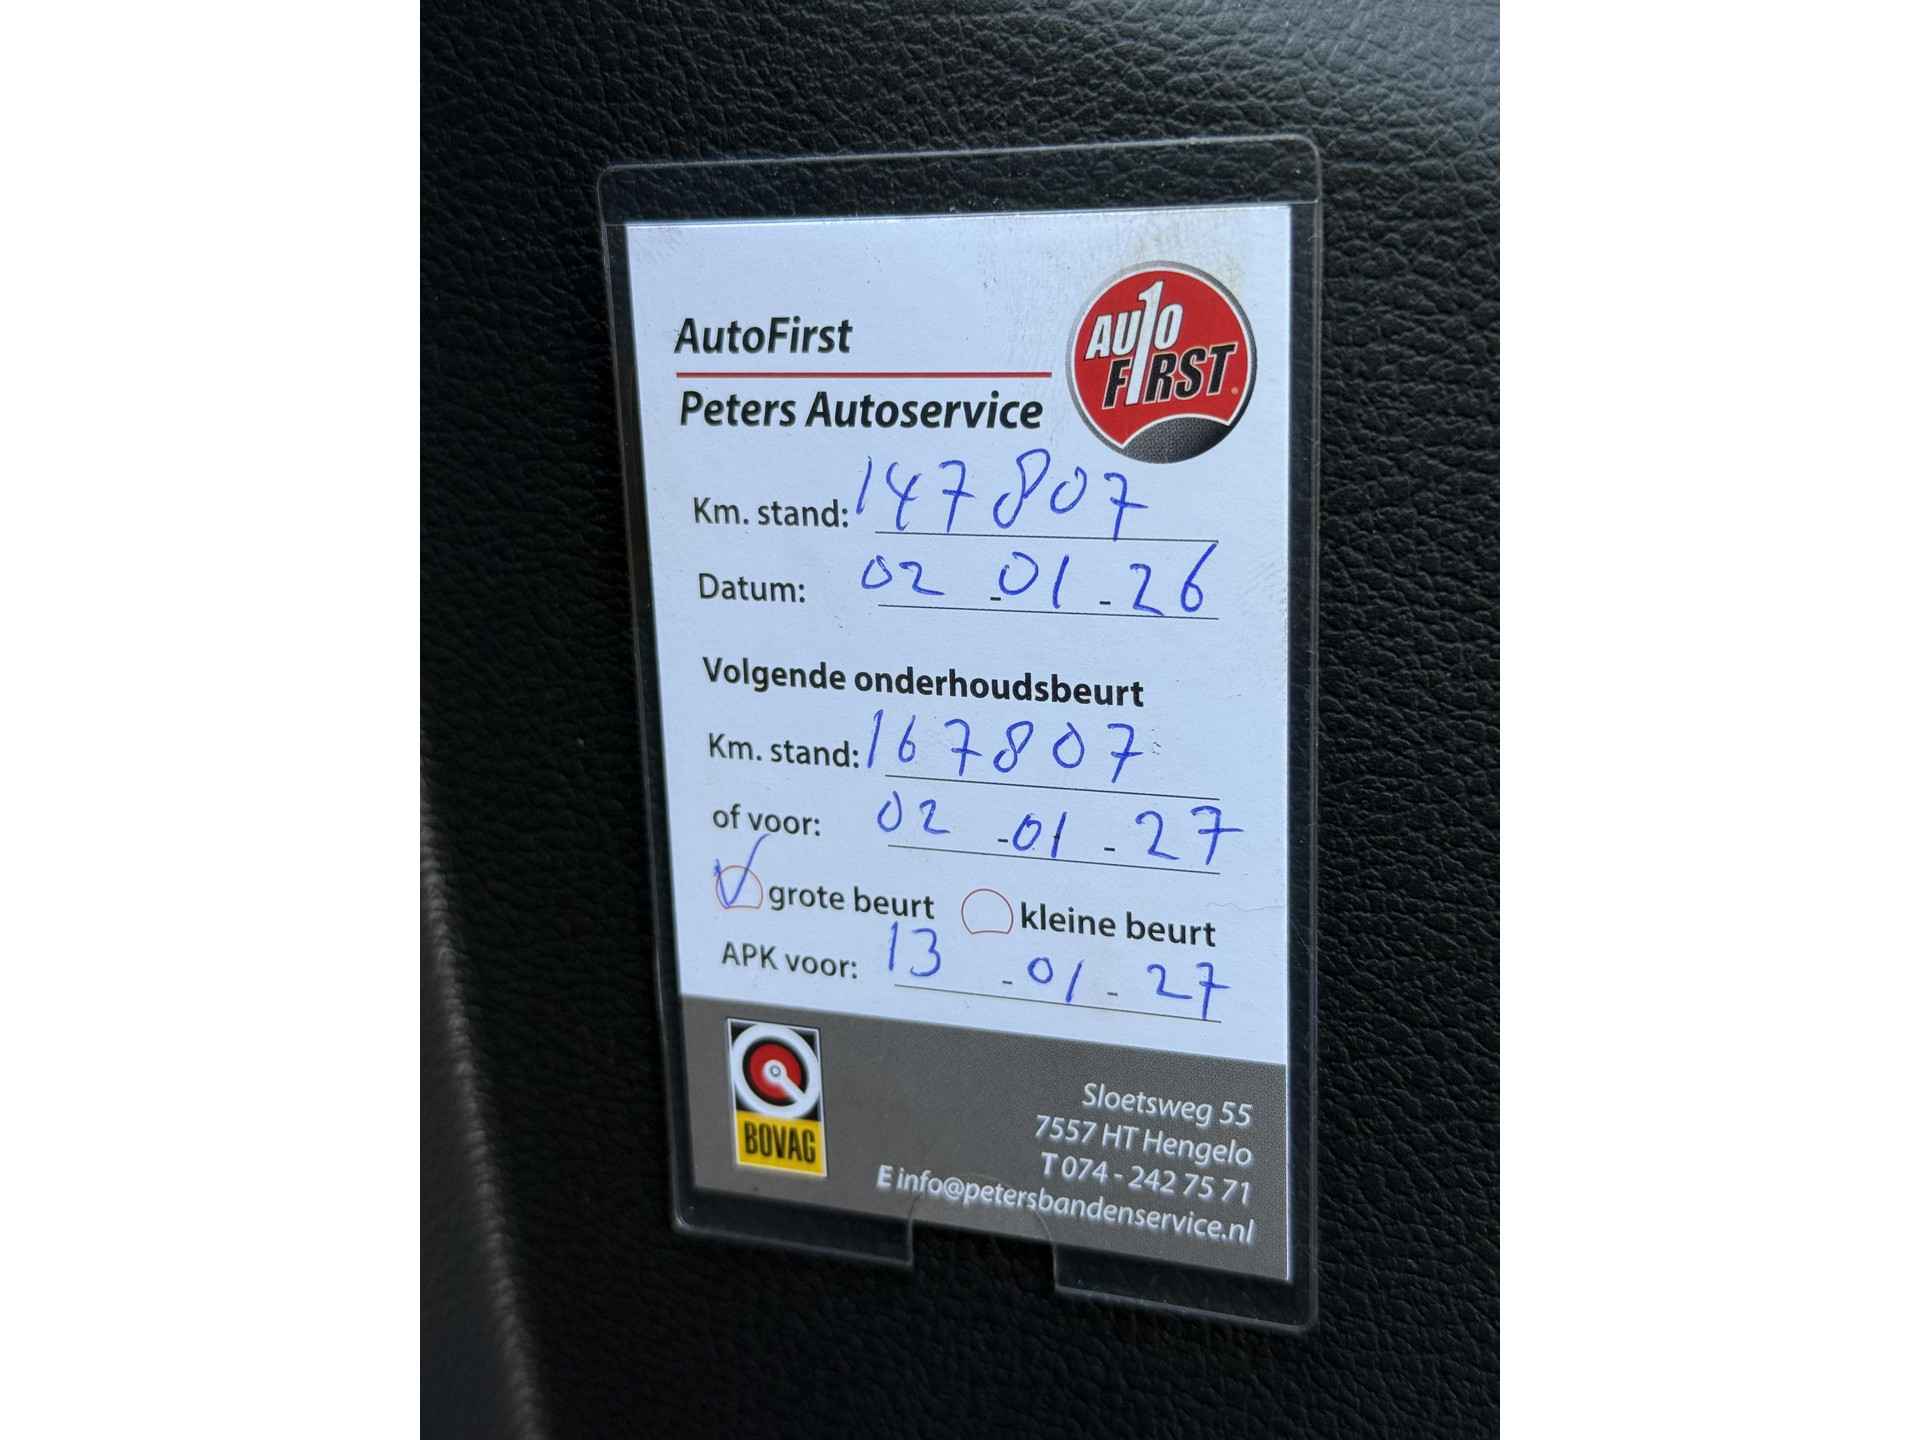 AutoFirst
Peters Autoservice
AUTO
FIRST
Km. stand: 147807
Datum: 02 - 01 - 26
Volgende onderhoudsbeurt
Km. stand: 167807
of voor: 02 - 01 - 27
grote beurt kleine beurt
APK voor: 13 - 01 - 27
BOVAG
Sloetsweg 55
7557 HT Hengelo
T 074 - 242 75 71
E info@petersbandenservice.nl